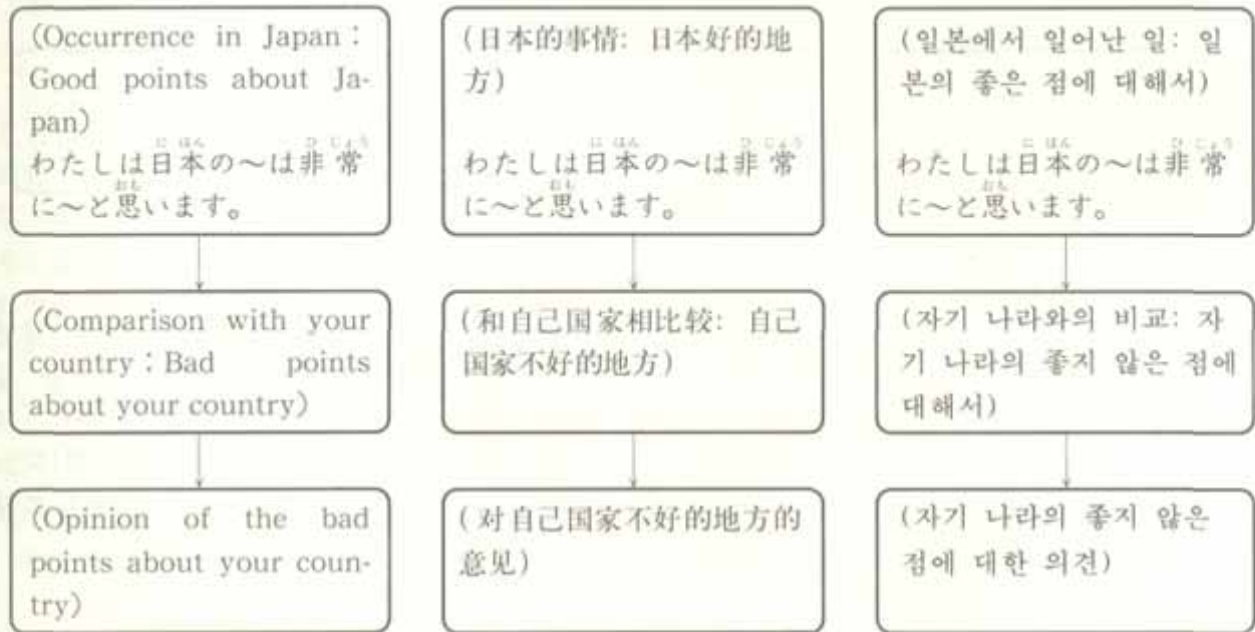 (Occurrence in Japan:
Good points about Ja-
pan)
わたしは日本の〜は非常
に〜と思います。
(Comparison with your
country:Bad points
about your country)
(Opinion of the bad
points about your coun-
try)
(日本的事情: 日本好的地
方)
わたしは日本の〜は非常
に〜と思います。
(和自己国家相比较: 自己
国家不好的地方)
(对自己国家不好的地方的
意见)
(일본에서 일어난 일: 일
본의 좋은 점에 대해서)
わたしは日本の〜は非常
に〜と思います。
(자기 나라와의 비교: 자
기 나라의 좋지 않은 점에
대해서)
(자기 나라의 좋지 않은
점에 대한 의견)